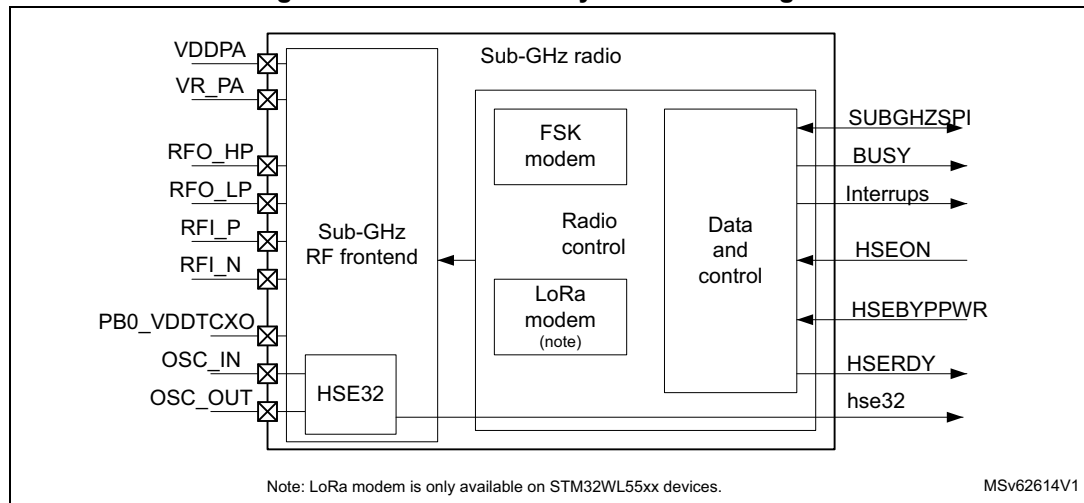 VDDPA
VR_PA
RFO_HP
RFO_LP
RFI_P
RFI_N
PB0_VDDTCXO
OSC_IN
OSC_OUT
Sub-GHz
RF frontend
HSE32
Sub-GHz radio
FSK
modem
Radio
control
LoRa
modem
(note)
Data
and
control
SUBGHZSPI
BUSY
Interrups
HSEON
HSEBYPPWR
HSERDY
hse32
Note: LoRa modem is only available on STM32WL55xx devices.
MSv62614V1